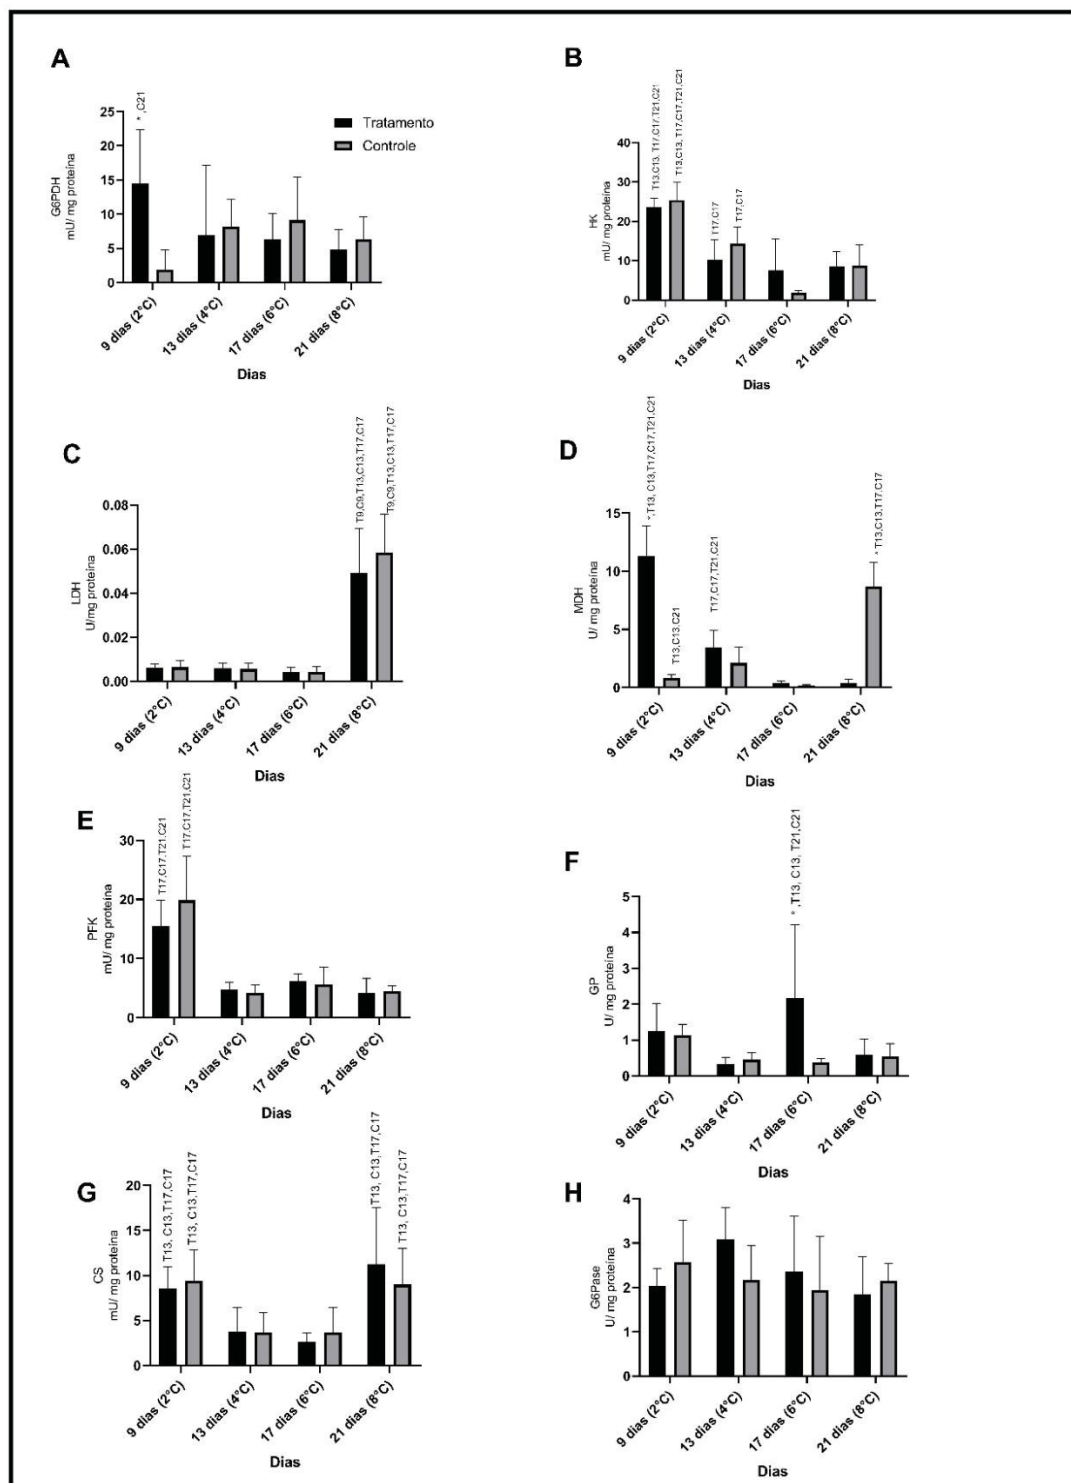 A
G6PDH
mU/ mg proteína
25
20
15
10
5
0
* ,C21
Tratamento
Controle
9 dias (2°C)
13 dias (4°C)
17 dias (6°C)
21 dias (8°C)
Dias
B
HK
mU/ mg proteína
40
30
20
10
0
T13,C13, T17,C17,T21,C21
T13,C13, T17,C17,T21,C21
T17,C17
T17,C17
9 dias (2°C)
13 dias (4°C)
17 dias (6°C)
21 dias (8°C)
Dias
C
LDH
U/mg proteína
0.08
0.06
0.04
0.02
0.00
T9,C9,T13,C13,T17,C17
T9,C9,T13,C13,T17,C17
9 dias (2°C)
13 dias (4°C)
17 dias (6°C)
21 dias (8°C)
Dias
D
MDH
U/ mg proteína
15
10
5
0
*,T13, C13,T17,C17,T21,C21
T13,C13,C21
T17,C17,T21,C21
* T13,C13,T17,C17
9 dias (2°C)
13 dias (4°C)
17 dias (6°C)
21 dias (8°C)
Dias
E
PFK
mU/ mg proteína
30
20
10
0
T17,C17,T21,C21
T17,C17,T21,C21
9 dias (2°C)
13 dias (4°C)
17 dias (6°C)
21 dias (8°C)
Dias
F
GP
U/ mg proteína
5
4
3
2
1
0
* ,T13, C13, T21,C21
9 dias (2°C)
13 dias (4°C)
17 dias (6°C)
21 dias (8°C)
Dias
G
CS
mU/ mg proteína
20
15
10
5
0
T13, C13,T17,C17
T13, C13,T17,C17
T13, C13,T17,C17
T13, C13,T17,C17
9 dias (2°C)
13 dias (4°C)
17 dias (6°C)
21 dias (8°C)
Dias
H
G6Pase
U/ mg proteína
4
3
2
1
0
9 dias (2°C)
13 dias (4°C)
17 dias (6°C)
21 dias (8°C)
Dias